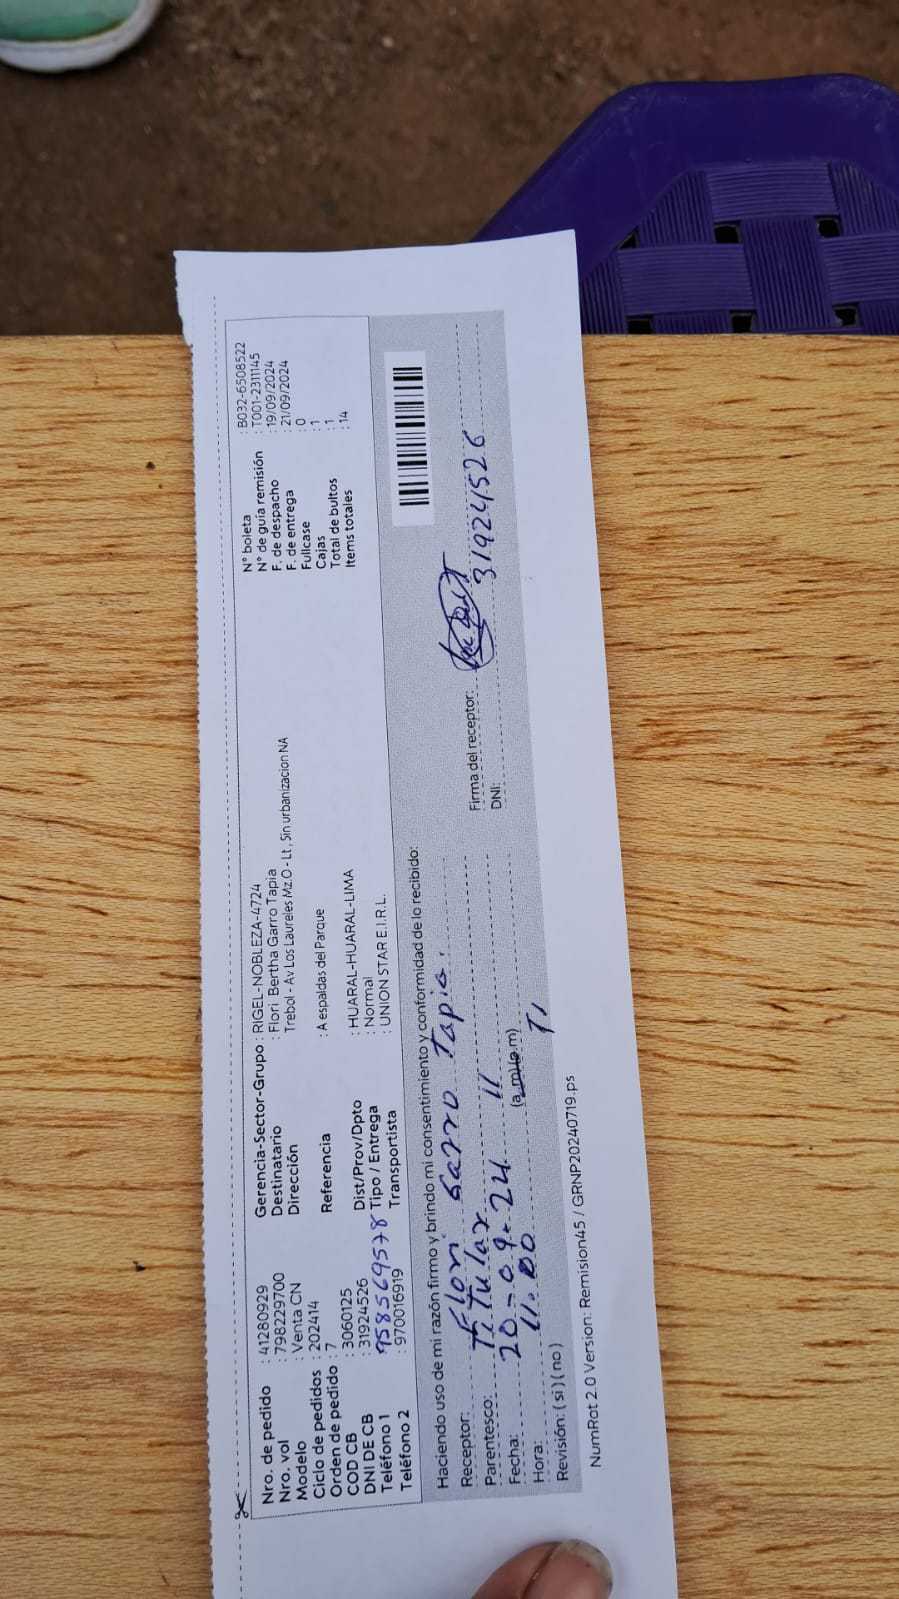 Nro. de pedido : 41280929
Nro. vol : 798229700
Modelo : Venta CN
Ciclo de pedidos : 202414
Orden de pedido : 7
COD CB : 3060125
DNI DE CB : 31924526
Teléfono 1 958569578
Teléfono 2 : 970016919
Gerencia-Sector-Grupo : RIGEL-NOBLEZA-4724
Destinatario : Flori Bertha Garro Tapia
Dirección Trebol - Av Los Laureles Mz.O - Lt , Sin urbanizacion NA
Referencia : A espaldas del Parque
Dist/Prov/Dpto : HUARAL-HUARAL-LIMA
Tipo / Entrega : Normal
Transportista : UNION STAR E.I.R.L.
N° boleta : B032-6508522
N° de guía remisión : T001-2311145
F. de despacho : 19/09/2024
F. de entrega : 21/09/2024
Fullcase : 0
Cajas : 1
Total de bultos : 1
Items totales : 14
Haciendo uso de mi razón firmo y brindo mi consentimiento y conformidad de lo recibido:
Receptor: Flori Garro Tapia.
Parentesco: Titular
Fecha: 20-09-24 11
Hora: 11.00 (a.m/
Revisión: ( si ) ( no )
Firma del receptor:
DNI: 31924526
NumRot 2.0 Version: Remision45 / GRNP20240719.ps